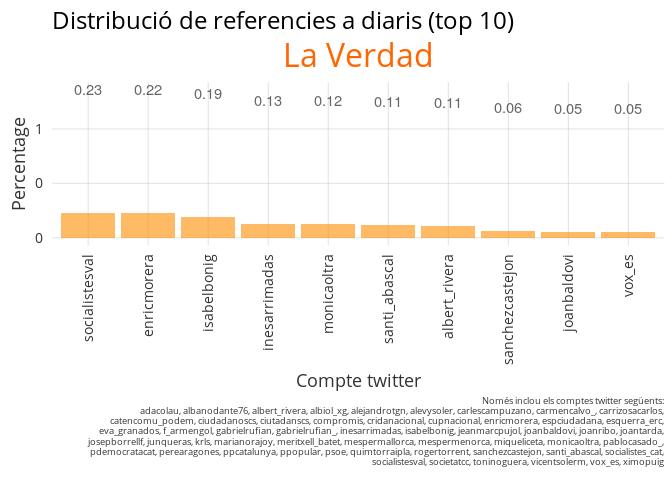 Distribució de referencies a diaris (top 10)
La Verdad
0.23 0.22 0.19 0.13 0.12 0.11 0.11 0.06 0.05 0.05
Percentage
1
0
0
socialistesval
enricmorera
isabelbonig
inesarrimadas
monicaoltra
santi_abascal
albert_rivera
sanchezcastejon
joanbaldovi
vox_es
Compte twitter
Només inclou els comptes twitter següents:
adacolau, albanodante76, albert_rivera, albiol_xg, alejandrotgn, alevysoler, carlescampuzano, carmencalvo_, carrizosacarlos,
catencomu_podem, ciudadanoscs, ciutadanscs, compromis, cridanacional, cupnacional, enricmorera, espciudadana, esquerra_erc,
eva_granados, f_armengol, gabrielrufian, gabrielrufian_, inesarrimadas, isabelbonig, jeanmarcpujol, joanbaldovi, joanribo, joantarda,
josepborrellf, junqueras, krls, marianorajoy, meritxell_batet, mespermallorca, mespermenorca, miqueliceta, monicaoltra, pablocasado_,
pdemocratacat, perearagones, ppcatalunya, ppopular, psoe, quimtorraipla, rogertorrent, sanchezcastejon, santi_abascal, socialistes_cat,
socialistesval, societatcc, toninoguera, vicentsolerm, vox_es, ximopuig